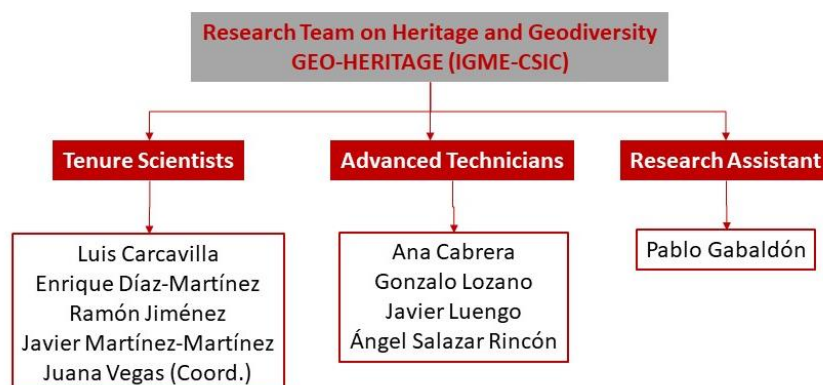 Research Team on Heritage and Geodiversity
GEO-HERITAGE (IGME-CSIC)
Tenure Scientists
Luis Carcavilla
Enrique Díaz-Martínez
Ramón Jiménez
Javier Martínez-Martínez
Juana Vegas (Coord.)
Advanced Technicians
Ana Cabrera
Gonzalo Lozano
Javier Luengo
Ángel Salazar Rincón
Research Assistant
Pablo Gabaldón